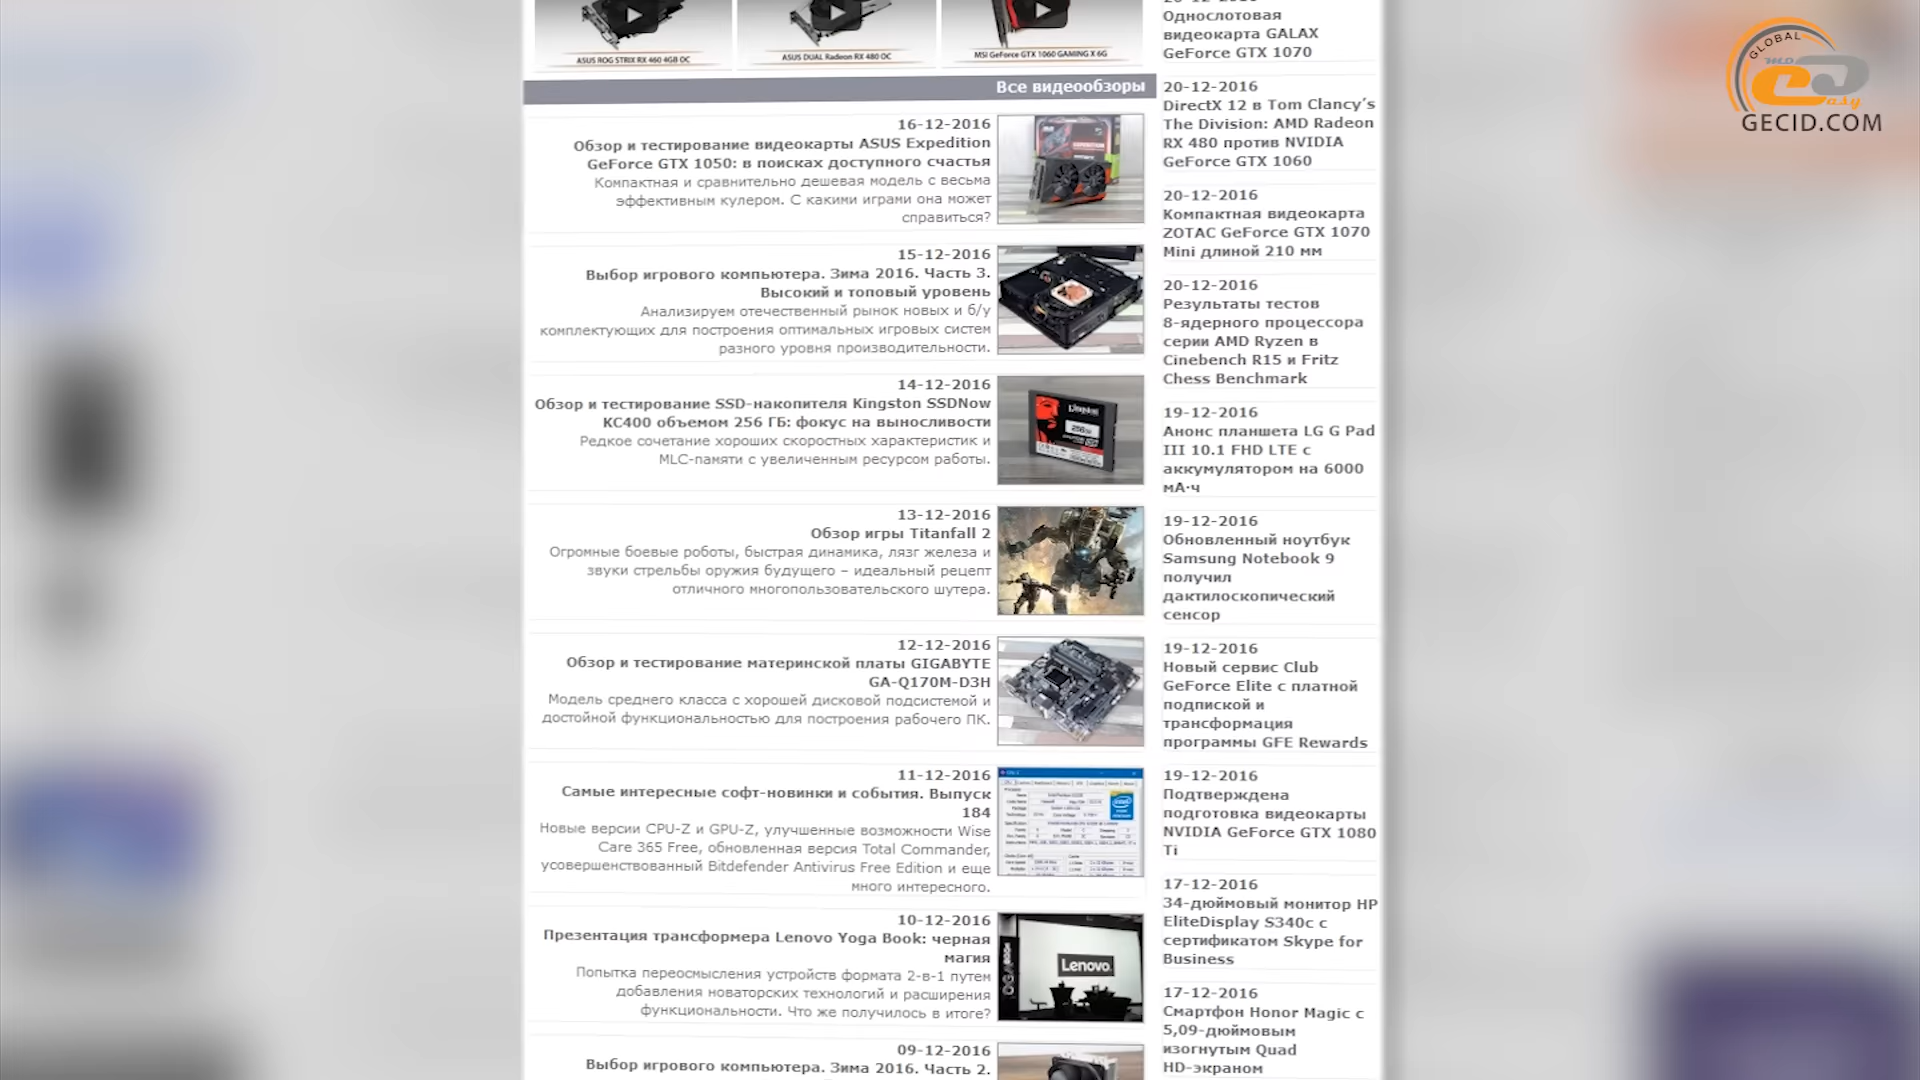 ASUS ROG STRIX RX 460 4GB OC
ASUS DUAL Radeon RX 480 OC
MSI GeForce GTX 1060 GAMING X 6G
Все видеообзоры
16-12-2016
Обзор и тестирование видеокарты ASUS Expedition
GeForce GTX 1050: в поисках доступного счастья
Компактная и сравнительно дешевая модель с весьма
эффективным кулером. С какими играми она может
справиться?
15-12-2016
Выбор игрового компьютера. Зима 2016. Часть 3.
Высокий и топовый уровень
Анализируем отечественный рынок новых и б/у
комплектующих для построения оптимальных игровых систем
разного уровня производительности.
14-12-2016
Обзор и тестирование SSD-накопителя Kingston SSDNow
KC400 объемом 256 ГБ: фокус на выносливости
Редкое сочетание хороших скоростных характеристик и
MLC-памяти с увеличенным ресурсом работы.
Kingston
256GB
13-12-2016
Обзор игры Titanfall 2
Огромные боевые роботы, быстрая динамика, лязг железа и
звуки стрельбы оружия будущего – идеальный рецепт
отличного многопользовательского шутера.
12-12-2016
Обзор и тестирование материнской платы GIGABYTE
GA-Q170M-D3H
Модель среднего класса с хорошей дисковой подсистемой и
достойной функциональностью для построения рабочего ПК.
11-12-2016
Самые интересные софт-новинки и события. Выпуск
184
Новые версии CPU-Z и GPU-Z, улучшенные возможности Wise
Care 365 Free, обновленная версия Total Commander,
усовершенствованный Bitdefender Antivirus Free Edition и еще
много интересного.
10-12-2016
Презентация трансформера Lenovo Yoga Book: черная
магия
Попытка переосмысления устройств формата 2-в-1 путем
добавления новаторских технологий и расширения
функциональности. Что же получилось в итоге?
Lenovo
09-12-2016
Выбор игрового компьютера. Зима 2016. Часть 2.
Однослотовая
видеокарта GALAX
GeForce GTX 1070
20-12-2016
DirectX 12 в Tom Clancy’s
The Division: AMD Radeon
RX 480 против NVIDIA
GeForce GTX 1060
20-12-2016
Компактная видеокарта
ZOTAC GeForce GTX 1070
Mini длиной 210 мм
20-12-2016
Результаты тестов
8-ядерного процессора
серии AMD Ryzen в
Cinebench R15 и Fritz
Chess Benchmark
19-12-2016
Анонс планшета LG G Pad
III 10.1 FHD LTE с
аккумулятором на 6000
мА·ч
19-12-2016
Обновленный ноутбук
Samsung Notebook 9
получил
дактилоскопический
сенсор
19-12-2016
Новый сервис Club
GeForce Elite с платной
подпиской и
трансформация
программы GFE Rewards
19-12-2016
Подтверждена
подготовка видеокарты
NVIDIA GeForce GTX 1080
Ti
17-12-2016
34-дюймовый монитор HP
EliteDisplay S340c с
сертификатом Skype for
Business
17-12-2016
Смартфон Honor Magic с
5,09-дюймовым
изогнутым Quad
HD-экраном
GLOBAL
asy
GECID.COM